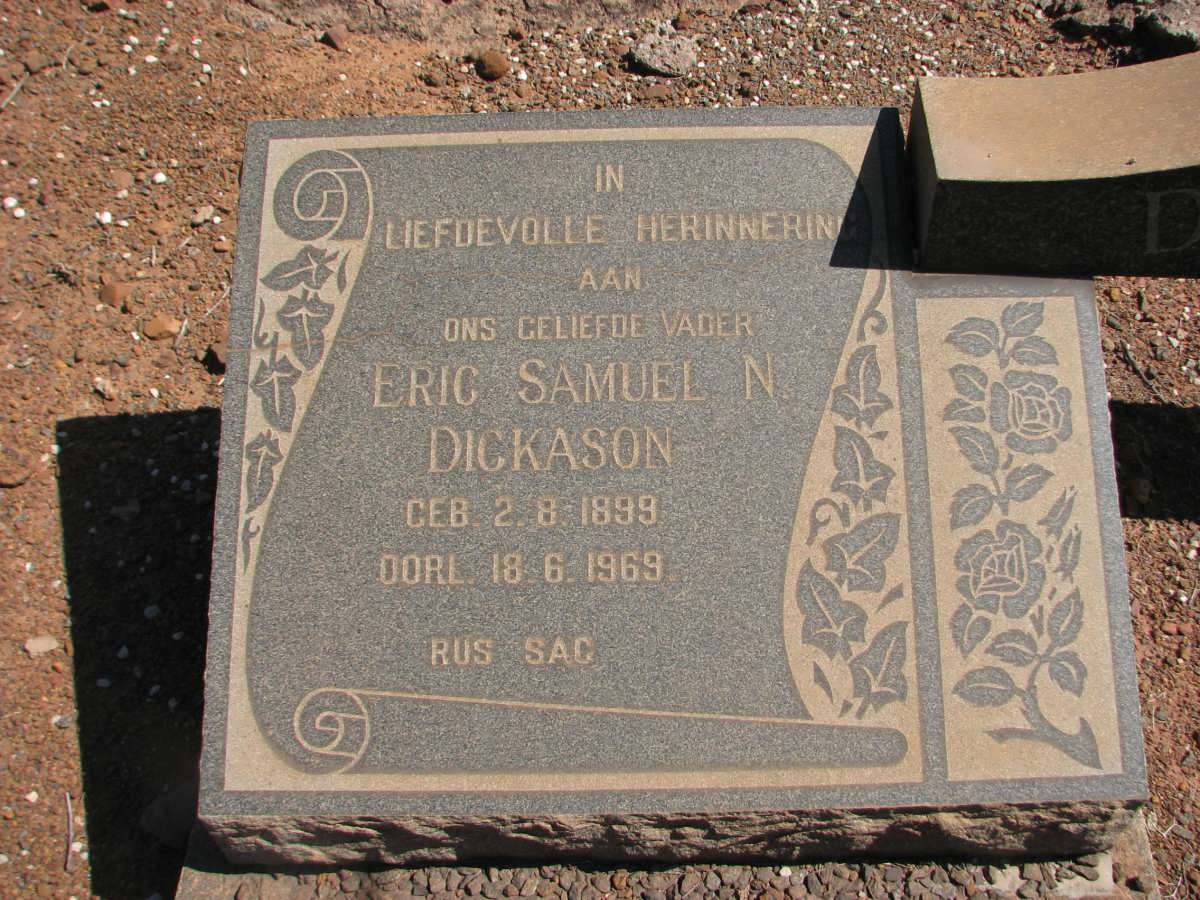 IN
LIEFDEVOLLE HERINNERING
AAN
ONS GELIEFDE VADER
ERIC SAMUEL N.
DICKASON
GEB. 2. 8. 1899
OORL. 18. 6. 1969.
RUS SAG
D